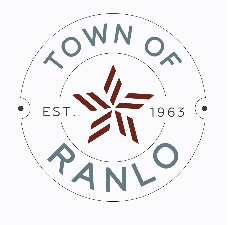 TOWN OF
EST. 1963
RANLO